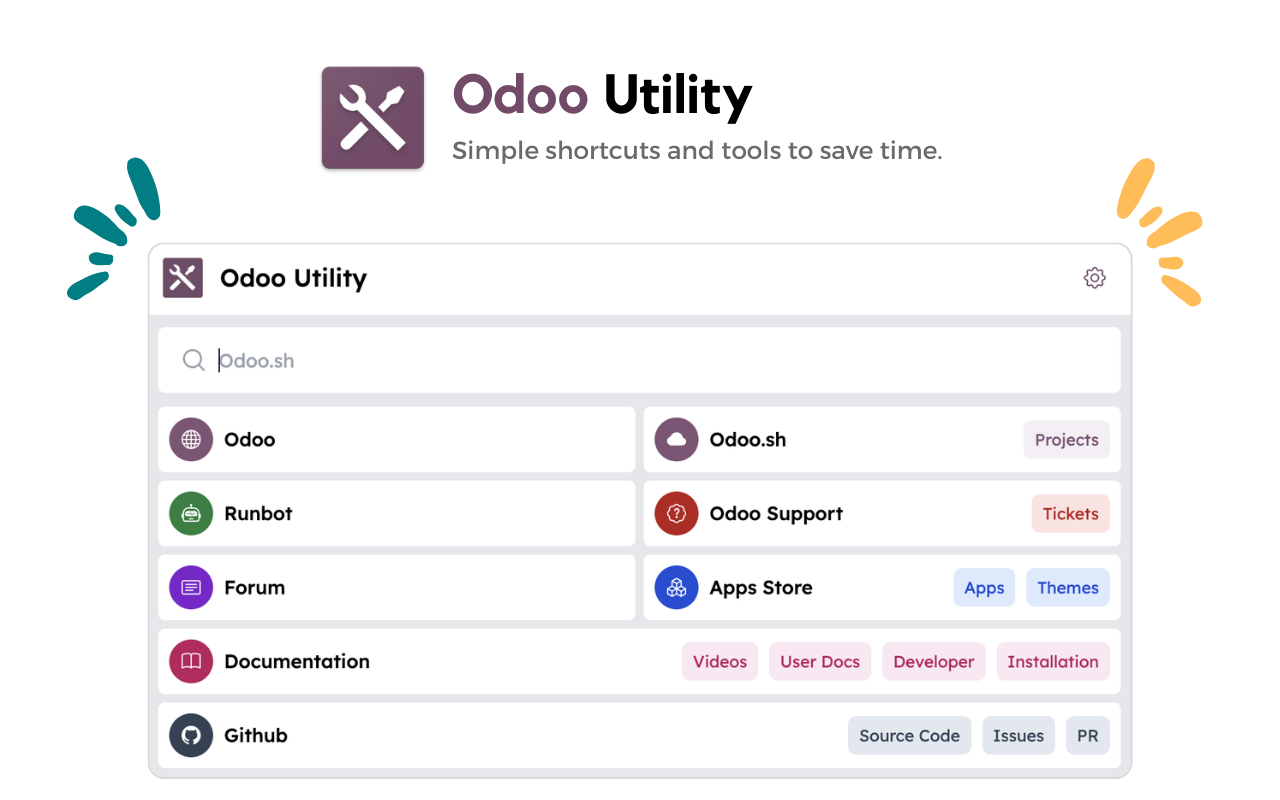 Odoo Utility
Simple shortcuts and tools to save time.
Odoo Utility
Odoo.sh
Odoo
Odoo.sh Projects
Runbot
Odoo Support Tickets
Forum
Apps Store Apps Themes
Documentation Videos User Docs Developer Installation
Github Source Code Issues PR